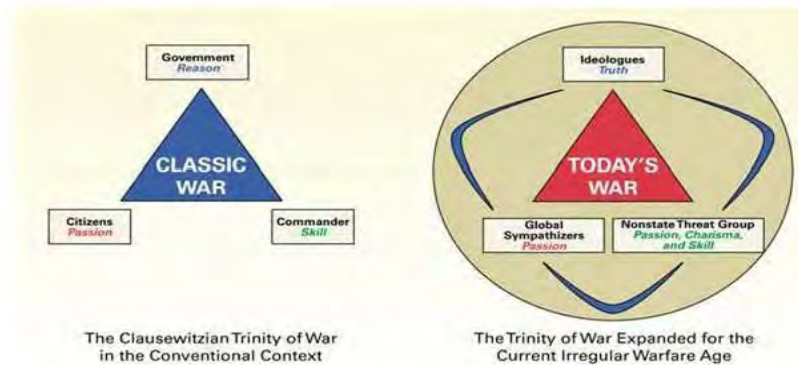 Government
Reason
CLASSIC
WAR
Citizens
Passion
Commander
Skill
The Clausewitzian Trinity of War
in the Conventional Context
Ideologues
Truth
TODAY'S
WAR
Global
Sympathizers
Passion
Nonstate Threat Group
Passion, Charisma,
and Skill
The Trinity of War Expanded for the
Current Irregular Warfare Age